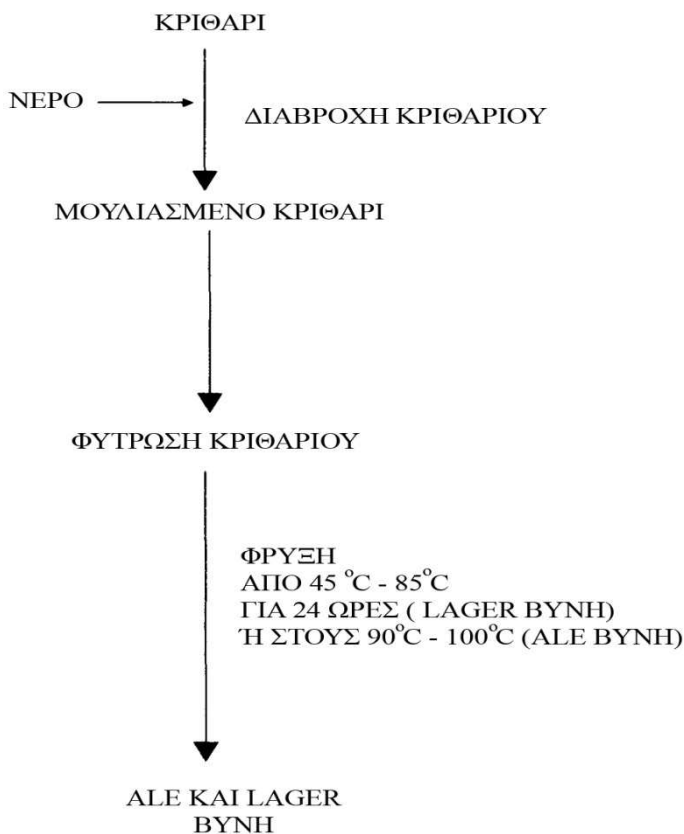 ΚΡΙΘΑΡΙ
ΝΕΡΟ
ΔΙΑΒΡΟΧΗ ΚΡΙΘΑΡΙΟΥ
ΜΟΥΛΙΑΣΜΕΝΟ ΚΡΙΘΑΡΙ
ΦΥΤΡΩΣΗ ΚΡΙΘΑΡΙΟΥ
ΦΡΥΞΗ
ΑΠΟ 45 °C - 85°C
ΓΙΑ 24 ΩΡΕΣ ( LAGER ΒΥΝΗ)
Ή ΣΤΟΥΣ 90°C - 100°C (ALE ΒΥΝΗ)
ALE ΚΑΙ LAGER
ΒΥΝΗ